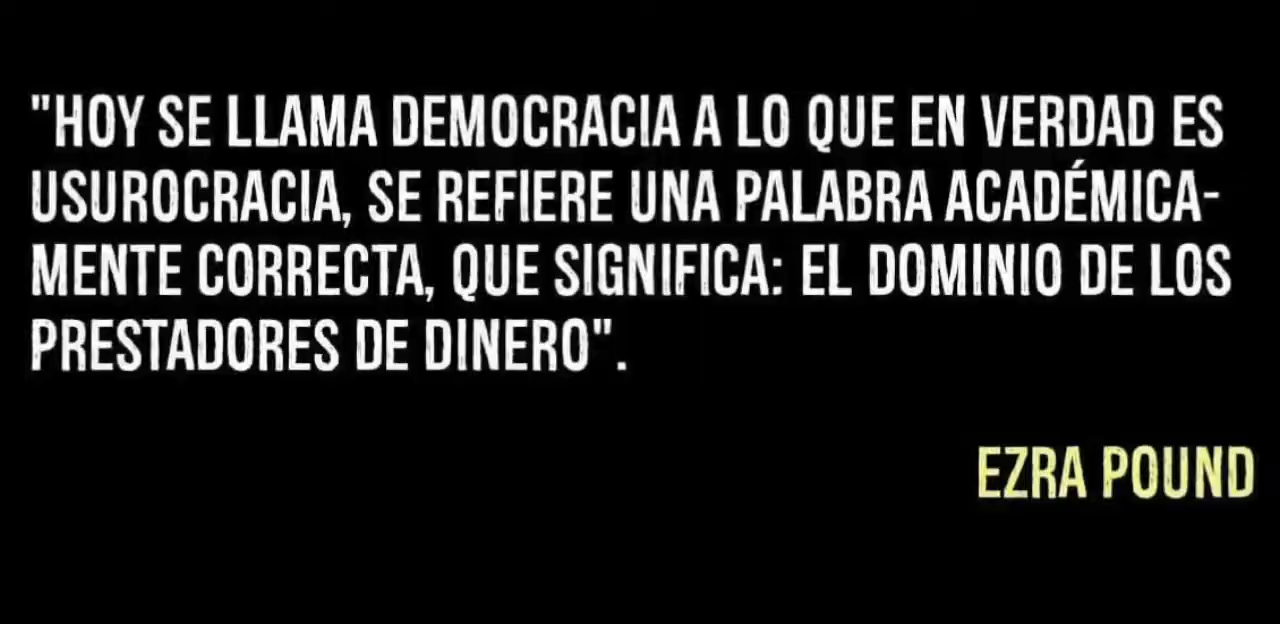 "HOY SE LLAMA DEMOCRACIA A LO QUE EN VERDAD ES
USUROCRACIA, SE REFIERE UNA PALABRA ACADÉMICA-
MENTE CORRECTA, QUE SIGNIFICA: EL DOMINIO DE LOS
PRESTADORES DE DINERO".
EZRA POUND